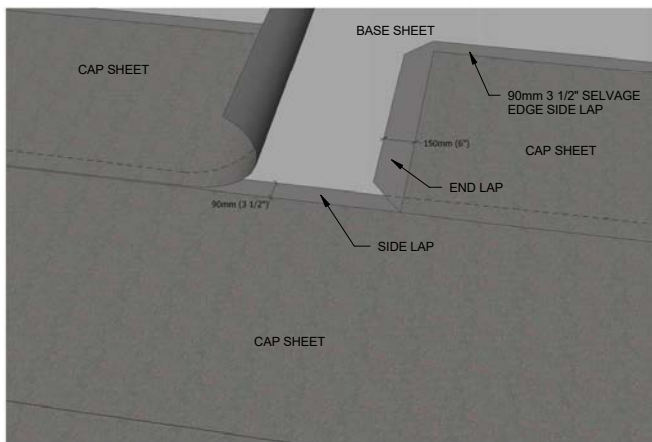 BASE SHEET
CAP SHEET
90mm 3 1/2" SELVAGE
EDGE SIDE LAP
150mm (6")
CAP SHEET
END LAP
90mm (3 1/2")
SIDE LAP
CAP SHEET